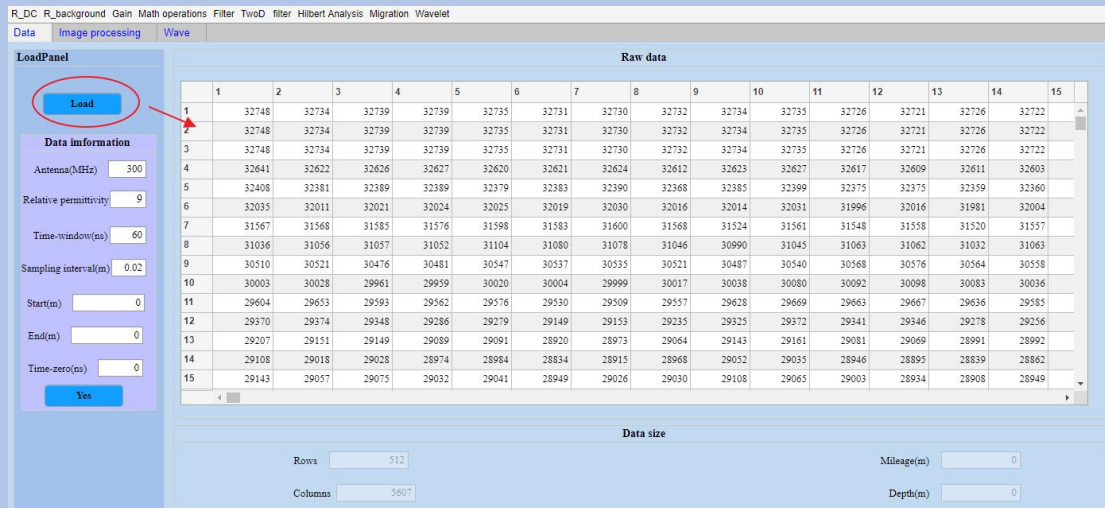 R_DC R_background Gain Math operations Filter TwoD filter Hilbert Analysis Migration Wavelet
Data Image processing Wave
LoadPanel Raw data
Load
1 2 3 4 5 6 7 8 9 10 11 12 13 14 15
1 32748 32734 32739 32739 32735 32731 32730 32732 32734 32735 32726 32721 32726 32722
2 32748 32734 32739 32739 32735 32731 32730 32732 32734 32735 32726 32721 32726 32722
3 32748 32734 32739 32739 32735 32731 32730 32732 32734 32735 32726 32721 32726 32722
4 32641 32622 32626 32627 32620 32621 32624 32612 32623 32627 32617 32609 32611 32603
5 32408 32381 32389 32389 32379 32383 32390 32368 32385 32399 32375 32375 32359 32360
6 32035 32011 32021 32024 32025 32019 32030 32016 32014 32031 31996 32016 31981 32004
7 31567 31568 31585 31576 31598 31583 31600 31568 31524 31561 31548 31558 31520 31557
8 31036 31056 31057 31052 31104 31080 31078 31046 30990 31045 31063 31062 31032 31063
9 30510 30521 30476 30481 30547 30537 30535 30521 30487 30540 30568 30576 30564 30558
10 30003 30028 29961 29959 30020 30004 29999 30017 30038 30080 30092 30098 30083 30036
11 29604 29653 29593 29562 29576 29530 29509 29557 29628 29669 29663 29667 29636 29585
12 29370 29374 29348 29286 29279 29149 29153 29235 29325 29372 29341 29346 29278 29256
13 29207 29151 29149 29089 29091 28920 28973 29064 29143 29161 29081 29069 28991 28992
14 29108 29018 29028 28974 28984 28834 28915 28968 29052 29035 28946 28895 28839 28862
15 29143 29057 29075 29032 29041 28949 29026 29030 29108 29065 29003 28934 28908 28949
Data imformation
Antenna(MHz) 300
Relative permittivity 9
Time-window(ns) 60
Sampling interval(m) 0.02
Start(m) 0
End(m) 0
Time-zero(ns) 0
Yes
Data size
Rows 512 Mileage(m) 0
Columns 5607 Depth(m) 0